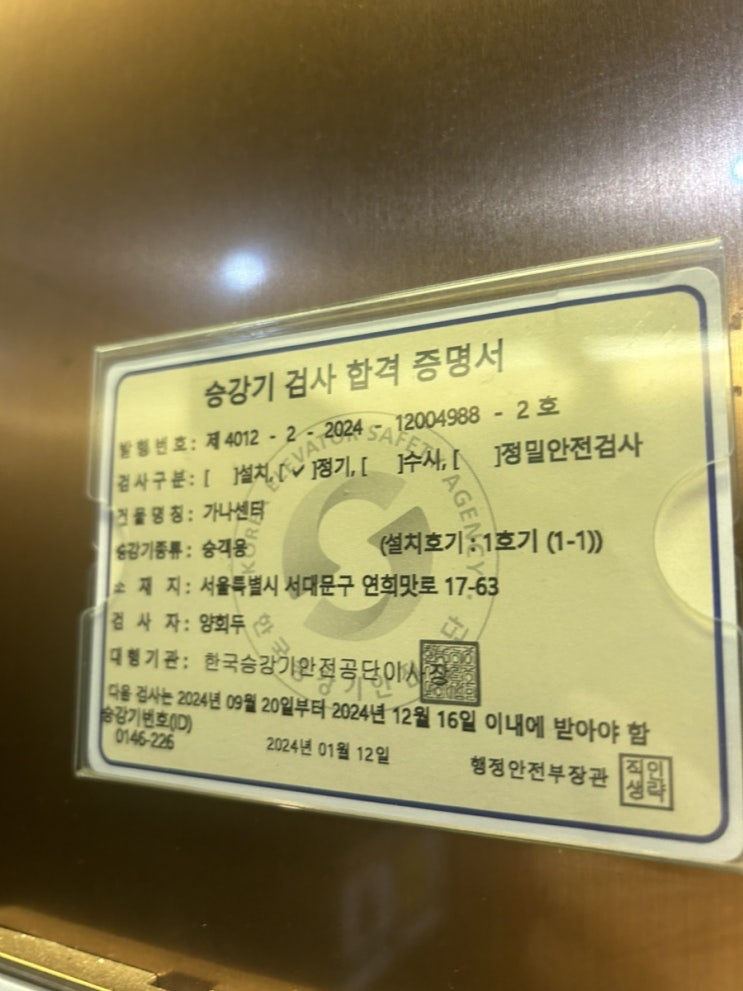 승강기 검사 합격 증명서
발행번호 : 제 4012 - 2 - 2024 - 12004988 - 2 호
검사구분 : [ ]설치, [✓]정기, [ ]수시, [ ]정밀안전검사
건물명칭 : 가나센터
승강기종류 : 승객용 (설치호기 : 1호기 (1-1))
소 재 지 : 서울특별시 서대문구 연희맛로 17-63
검 사 자 : 양희두
대행기관 : 한국승강기안전공단이사장
다음 검사는 2024년 09월 20일부터 2024년 12월 16일 이내에 받아야 함
승강기번호(ID)
0146-226
2024년 01월 12일
행정안전부장관
직인
생략
KOREA ELEVATOR SAFETY AGENCY